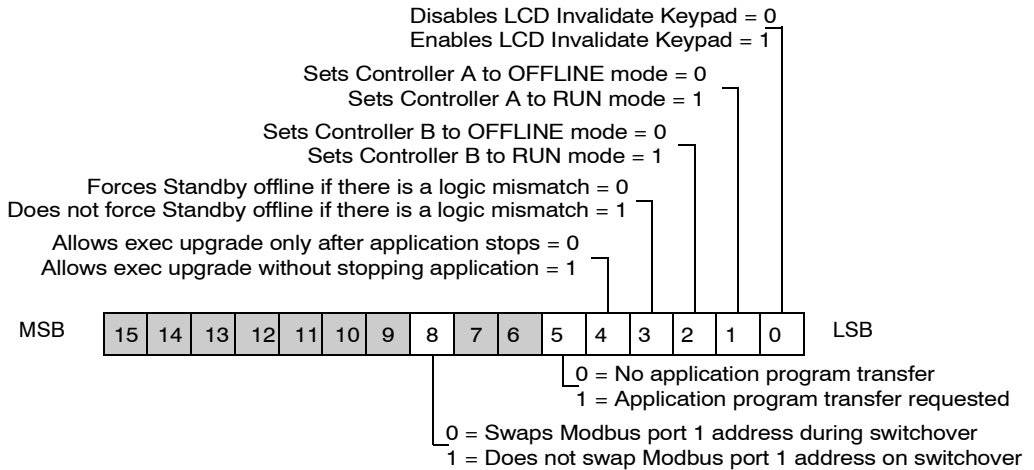 Disables LCD Invalidate Keypad = 0
Enables LCD Invalidate Keypad = 1
Sets Controller A to OFFLINE mode = 0
Sets Controller A to RUN mode = 1
Sets Controller B to OFFLINE mode = 0
Sets Controller B to RUN mode = 1
Forces Standby offline if there is a logic mismatch = 0
Does not force Standby offline if there is a logic mismatch = 1
Allows exec upgrade only after application stops = 0
Allows exec upgrade without stopping application = 1
MSB 15 14 13 12 11 10 9 8 7 6 5 4 3 2 1 0 LSB
0 = No application program transfer
1 = Application program transfer requested
0 = Swaps Modbus port 1 address during switchover
1 = Does not swap Modbus port 1 address on switchover